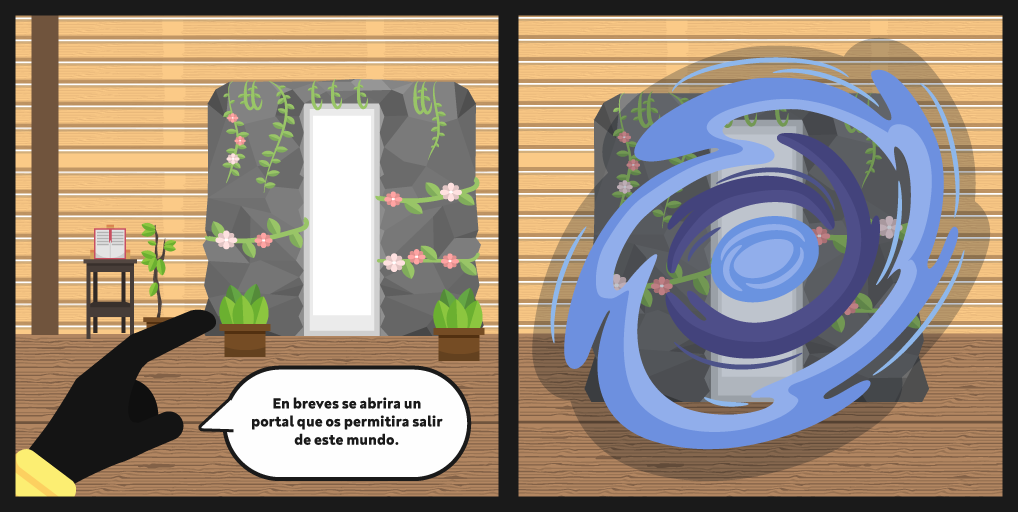 En breves se abrira un
portal que os permitira salir
de este mundo.